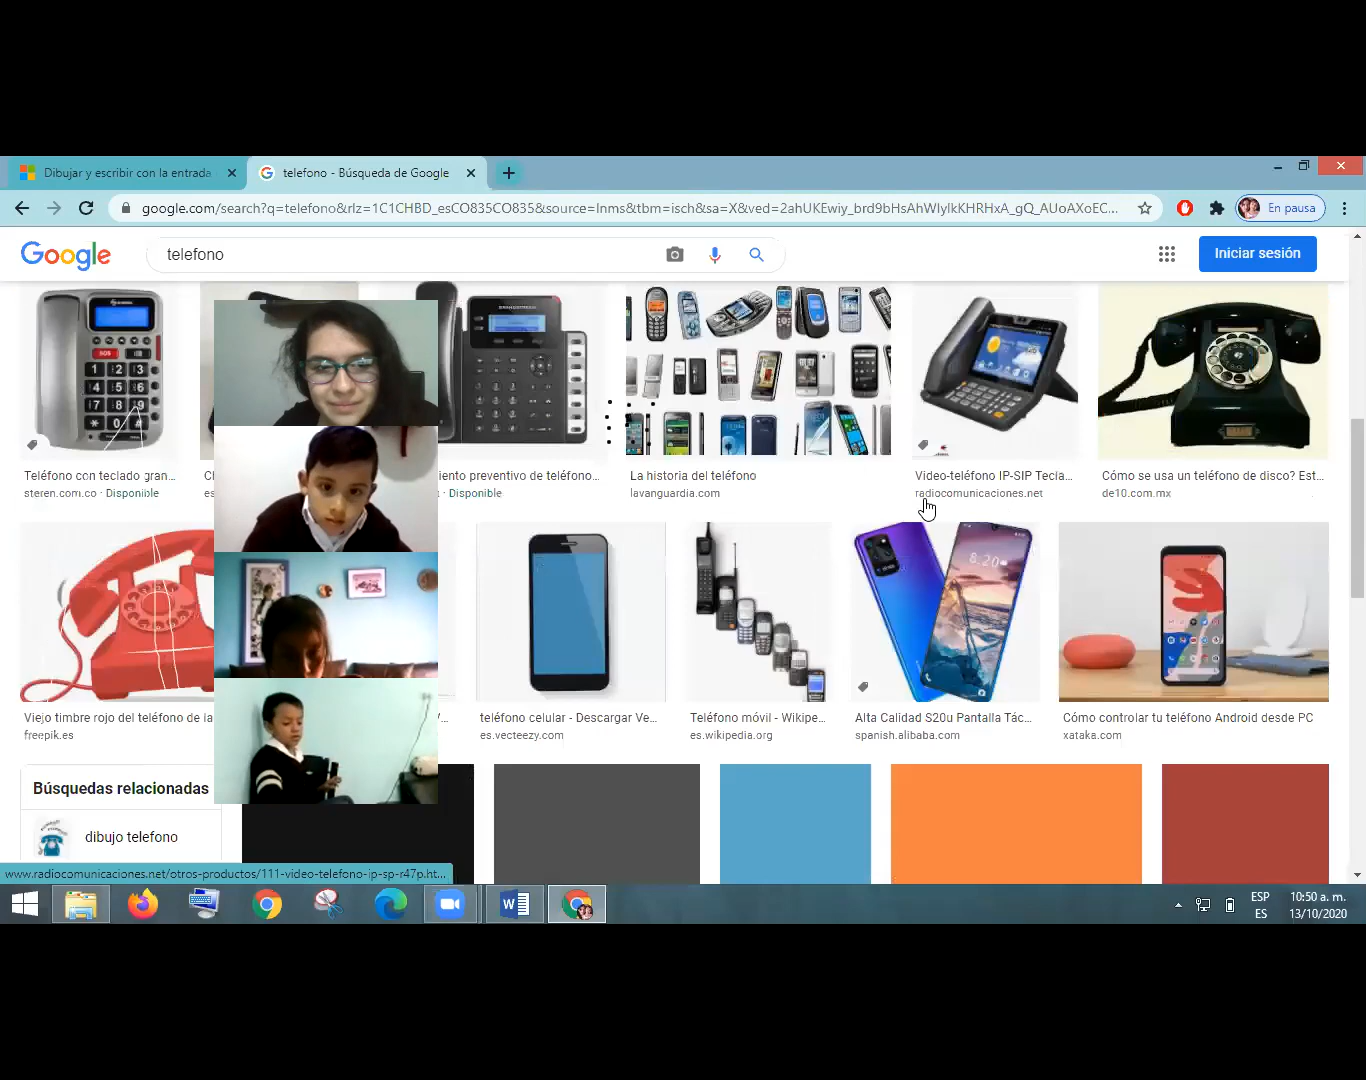 Dibujar y escribir con la entrada
telefono - Búsqueda de Google
google.com/search?q=telefono&rlz=1C1CHBD_esCO835CO835&source=lnms&tbm=isch&sa=X&ved=2ahUKEwiy_brd9bHsAhWIylkKHRHxA_gQ_AUoAXoEC...
En pausa
Google
telefono
Iniciar sesión
Teléfono con teclado gran...
steren.com.co · Disponible
iento preventivo de teléfono...
Disponible
La historia del teléfono
lavanguardia.com
Video-teléfono IP-SIP Tecla...
radiocomunicaciones.net
Cómo se usa un teléfono de disco? Est...
de10.com.mx
Viejo timbre rojo del teléfono de la
freepik.es
teléfono celular - Descargar Ve...
es.vecteezy.com
Teléfono móvil - Wikipe...
es.wikipedia.org
Alta Calidad S20u Pantalla Tác...
spanish.alibaba.com
Cómo controlar tu teléfono Android desde PC
xataka.com
Búsquedas relacionadas
dibujo telefono
www.radiocomunicaciones.net/otros-productos/111-video-telefono-ip-sp-r47p.ht...
ESP
ES
10:50 a. m.
13/10/2020